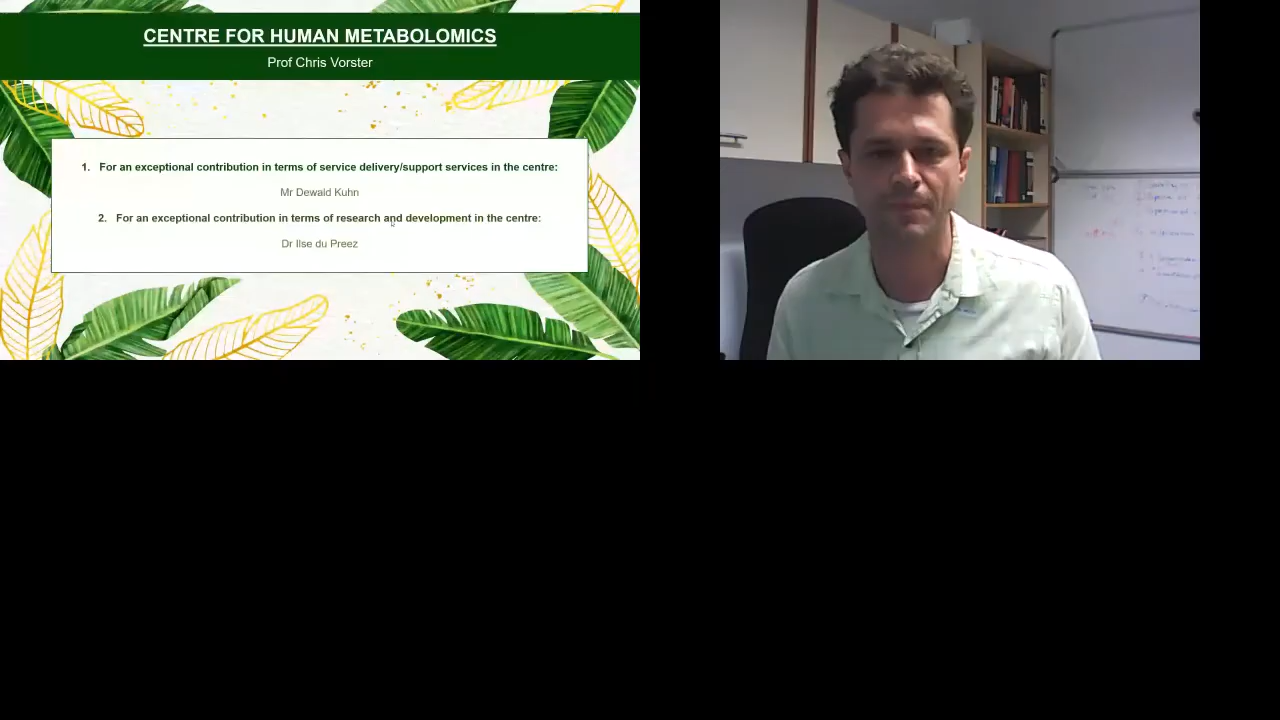 CENTRE FOR HUMAN METABOLOMICS
Prof Chris Vorster
1. For an exceptional contribution in terms of service delivery/support services in the centre:
Mr Dewald Kuhn
2. For an exceptional contribution in terms of research and development in the centre:
Dr Ilse du Preez